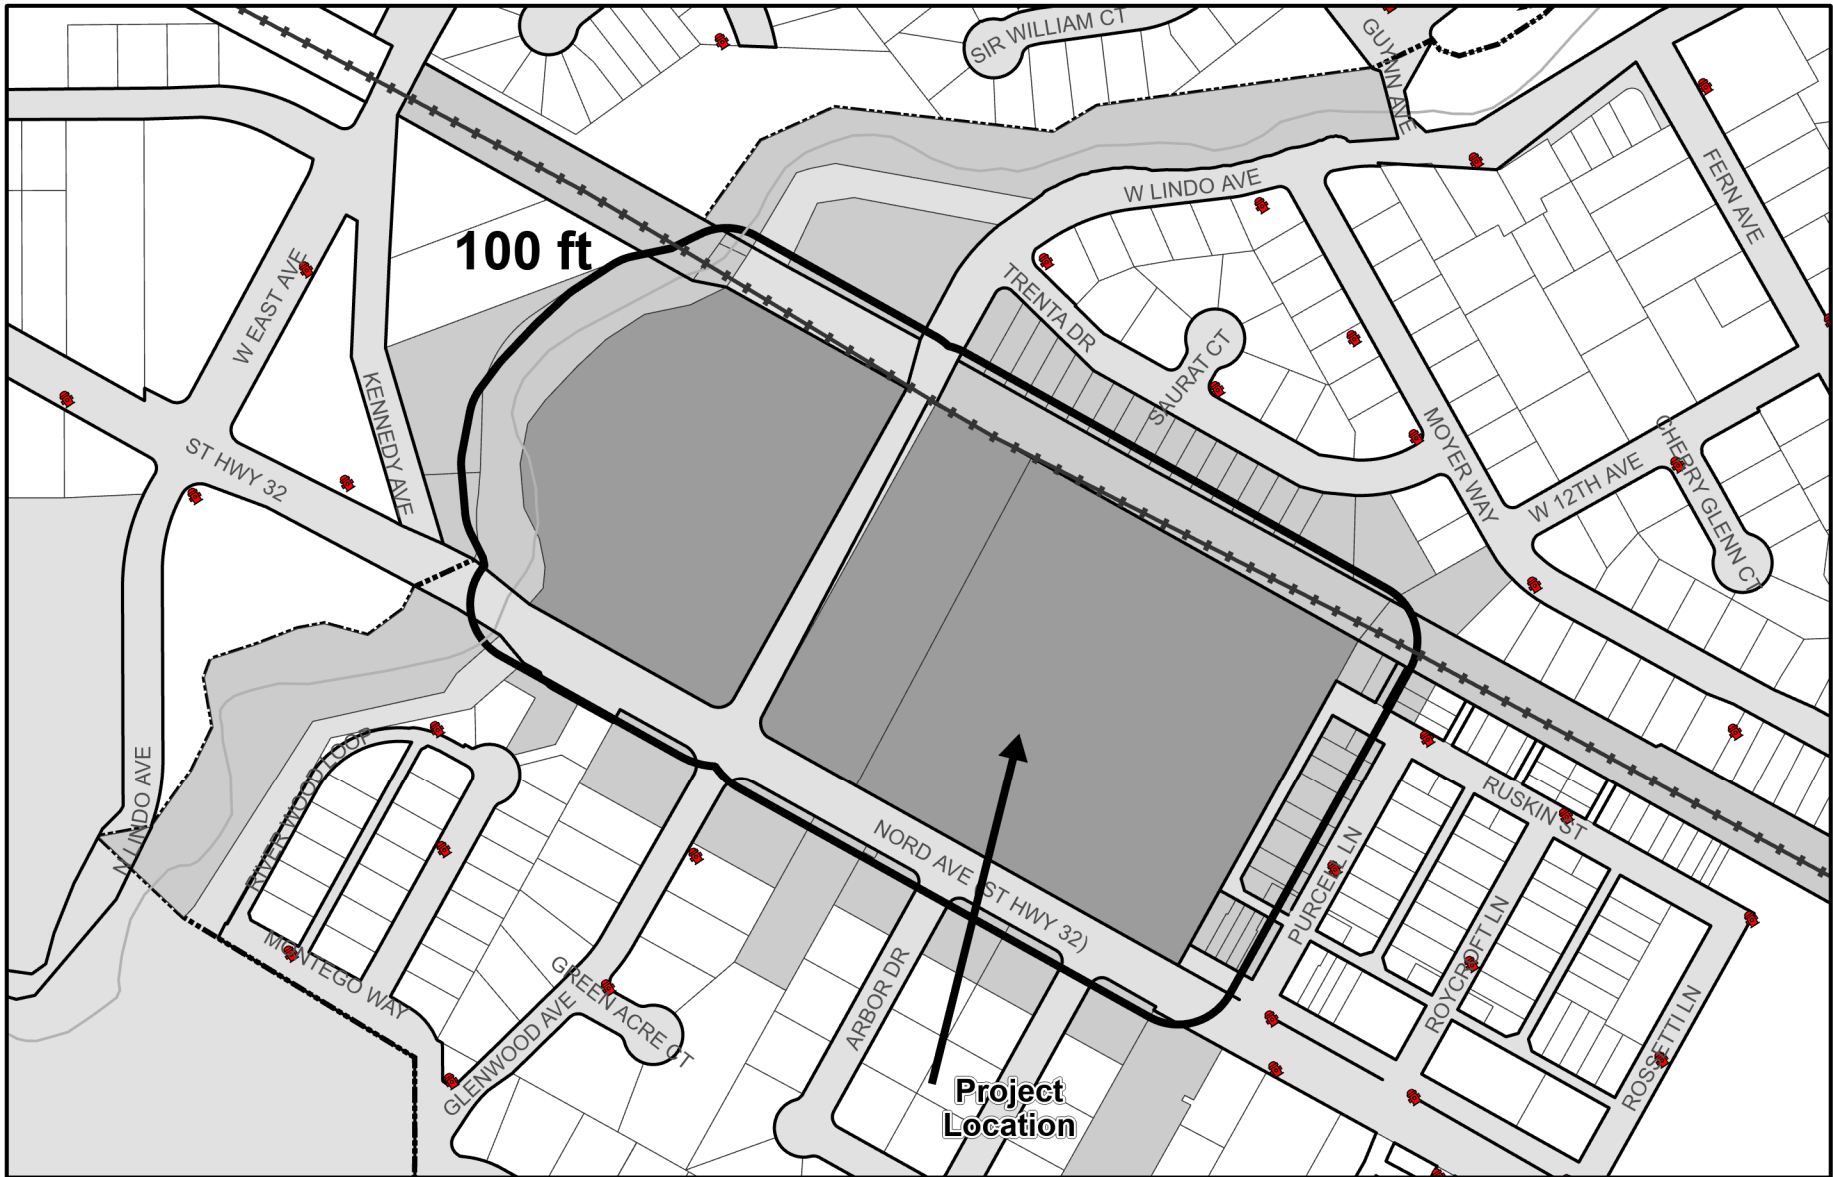 SIR WILLIAM CT
GUYNN AVE
FERN AVE
W LINDO AVE
100 ft
W EAST AVE
TRENTA DR
SAURAT CT
KENNEDY AVE
MOYER WAY
CHERRY GLENN CT
W 12TH AVE
ST HWY 32
N LINDO AVE
RIVER WOOD LOOP
RUSKIN ST
NORD AVE (ST HWY 32)
PURCELL LN
ROYCROFT LN
MONTEGO WAY
GREEN ACRE CT
ARBOR DR
GLENWOOD AVE
ROSSETTI LN
Project
Location